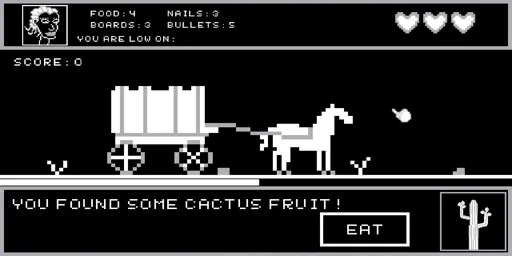 FOOD: 4 NAILS: 3
BOARDS: 3 BULLETS: 5
YOU ARE LOW ON:
SCORE: 0
YOU FOUND SOME CACTUS FRUIT!
EAT